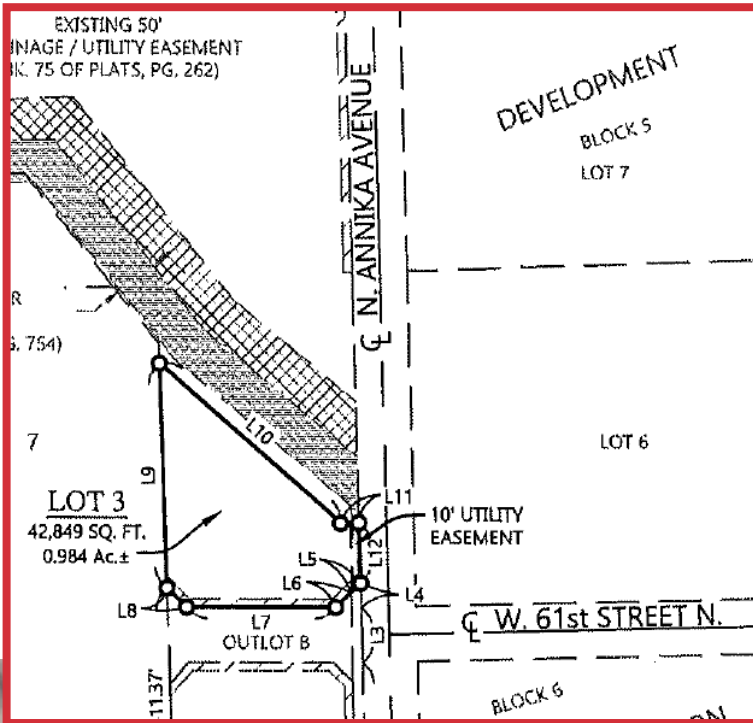 EXISTING 50'
INAGE / UTILITY EASEMENT
BK. 75 OF PLATS, PG. 262)
N. ANNIKA AVENUE
DEVELOPMENT
BLOCK 5
LOT 7
R
G. 754)
7
L9
L10
LOT 3
42,849 SQ. FT.
0.984 Ac.±
L11
10' UTILITY
EASEMENT
LOT 6
L12
L5
L6
L4
L8
L7
OUTLOT B
L3
W. 61st STREET N.
11.37'
BLOCK 6